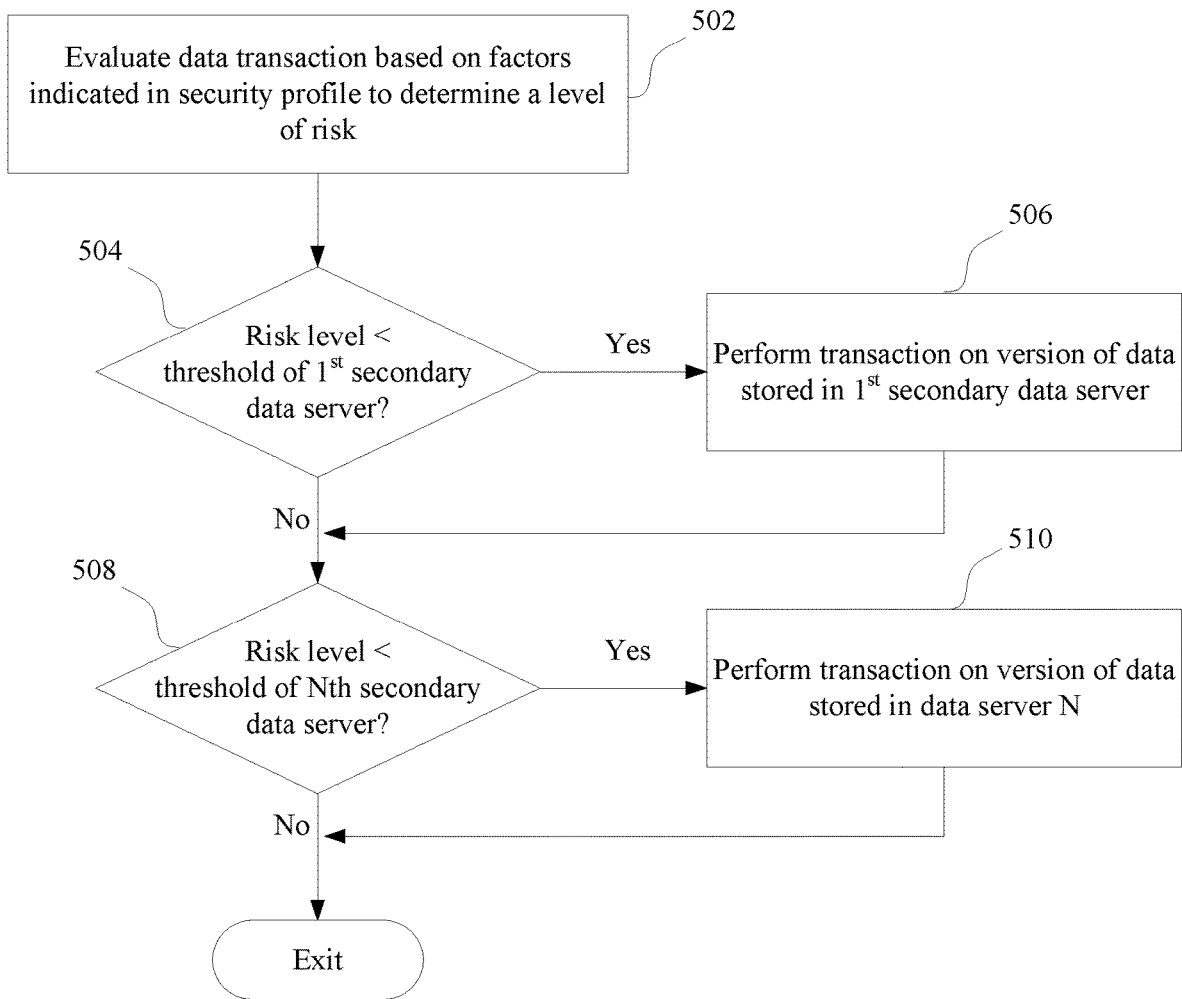 502
Evaluate data transaction based on factors
indicated in security profile to determine a level
of risk
504
506
Risk level <
threshold of 1st secondary
data server?
Yes
Perform transaction on version of data
stored in 1st secondary data server
No
508
510
Risk level <
threshold of Nth secondary
data server?
Yes
Perform transaction on version of data
stored in data server N
No
Exit